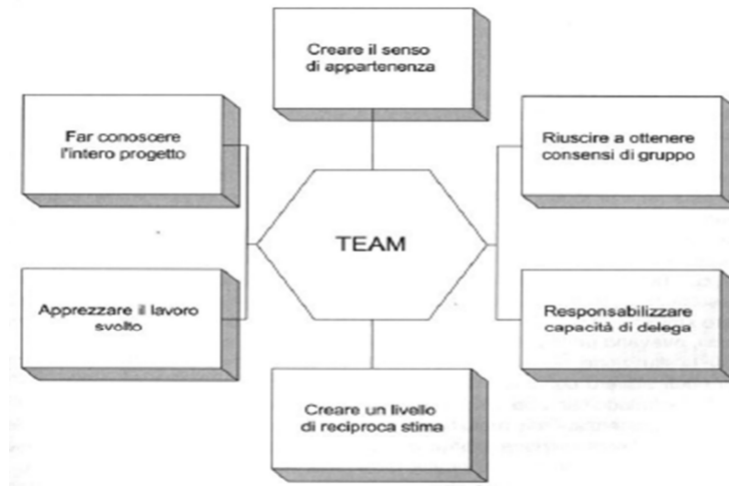 Creare il senso
di appartenenza
Far conoscere
l'intero progetto
Riuscire a ottenere
consensi di gruppo
TEAM
Apprezzare il lavoro
svolto
Responsabilizzare
capacità di delega
Creare un livello
di reciproca stima